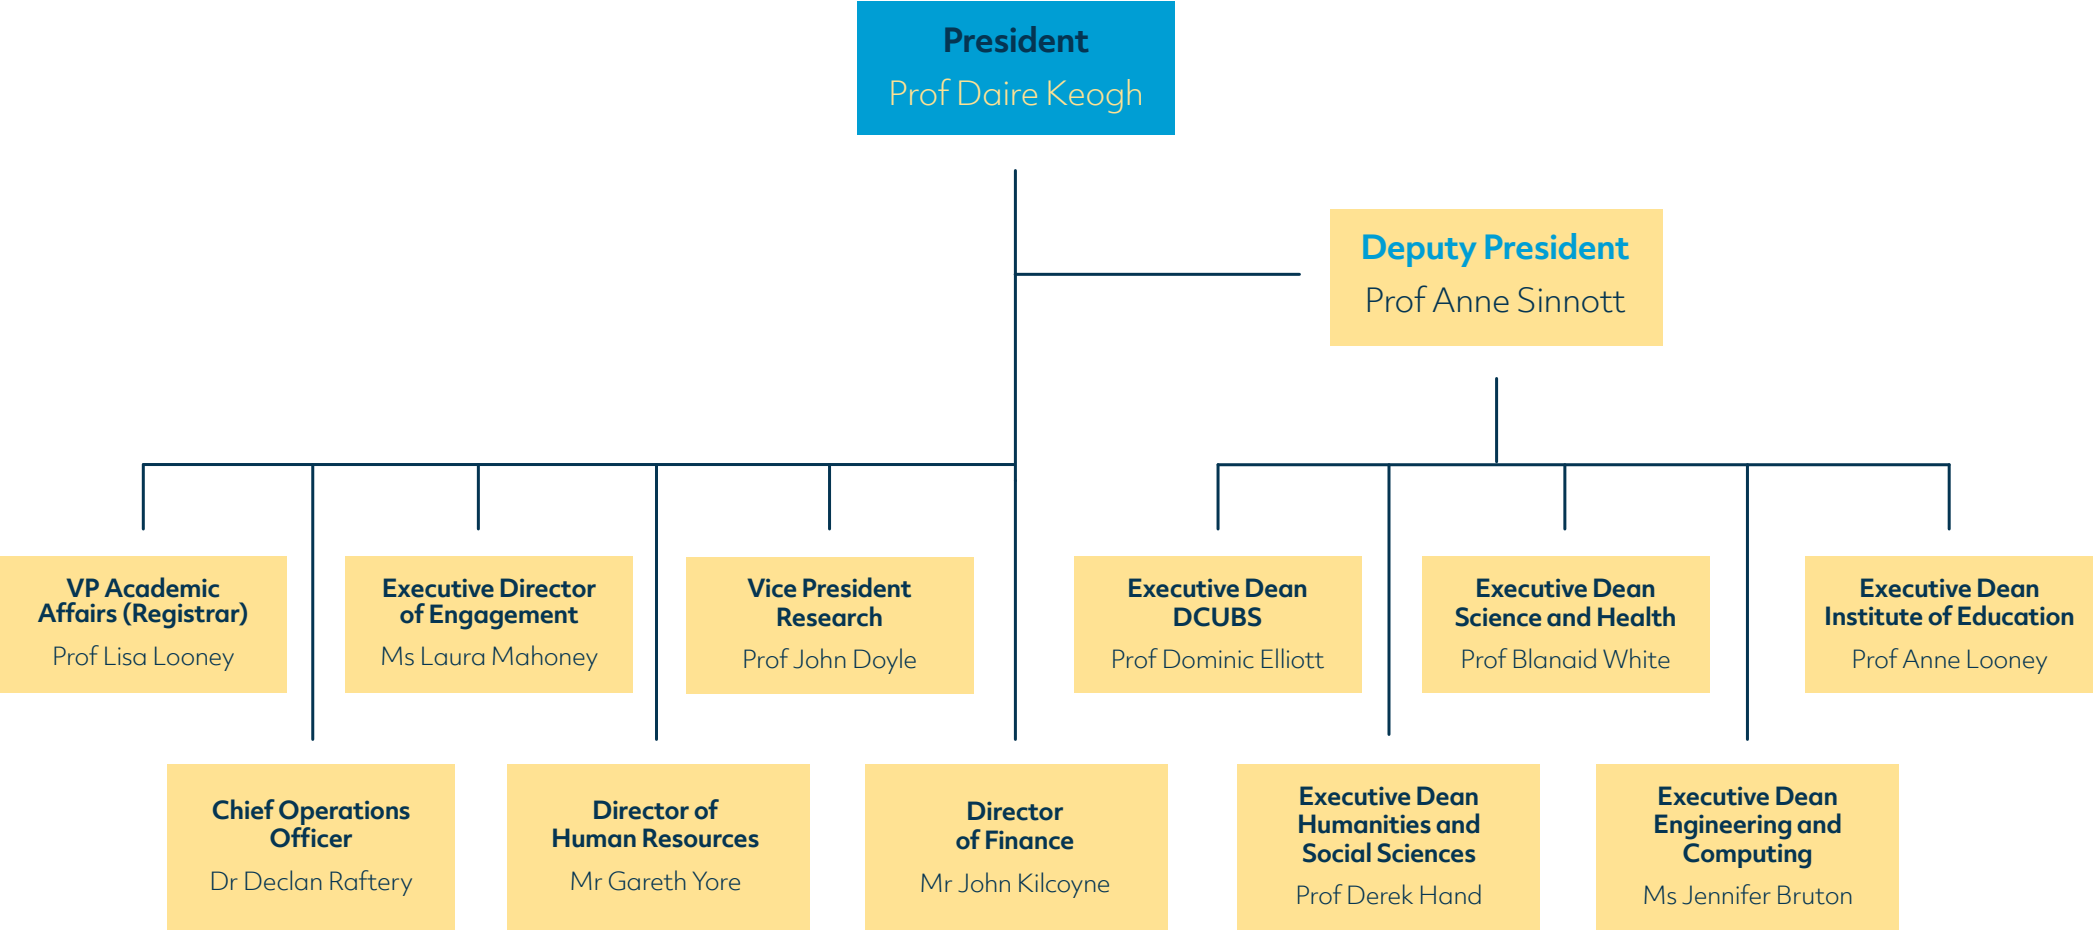 President
Prof Daire Keogh
Deputy President
Prof Anne Sinnott
VP Academic
Affairs (Registrar)
Prof Lisa Looney
Executive Director
of Engagement
Ms Laura Mahoney
Vice President
Research
Prof John Doyle
Executive Dean
DCUBS
Prof Dominic Elliott
Executive Dean
Science and Health
Prof Blanaid White
Executive Dean
Institute of Education
Prof Anne Looney
Chief Operations
Officer
Dr Declan Raftery
Director of
Human Resources
Mr Gareth Yore
Director
of Finance
Mr John Kilcoyne
Executive Dean
Humanities and
Social Sciences
Prof Derek Hand
Executive Dean
Engineering and
Computing
Ms Jennifer Bruton